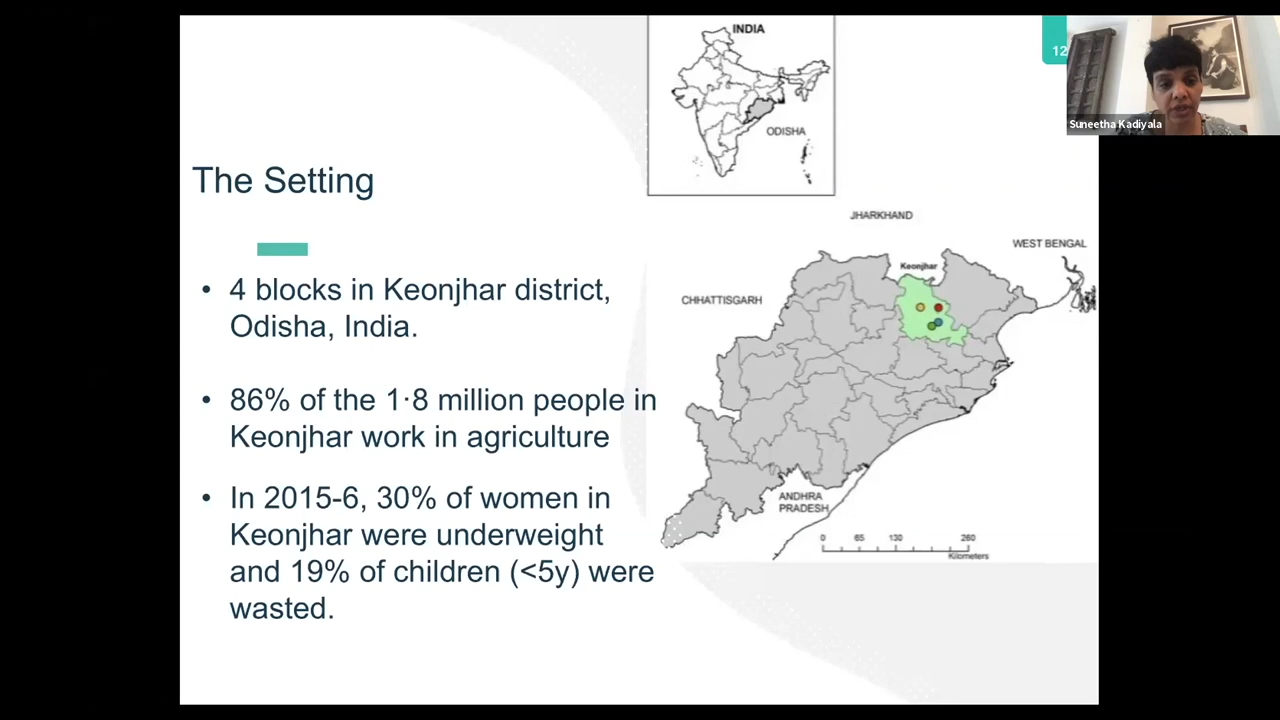 INDIA
ODISHA
12
Suneetha Kadiyala
The Setting
JHARKHAND
WEST BENGAL
Keonjhar
CHHATTISGARH
• 4 blocks in Keonjhar district,
Odisha, India.
• 86% of the 1·8 million people in
Keonjhar work in agriculture
• In 2015-6, 30% of women in
Keonjhar were underweight
and 19% of children (<5y) were
wasted.
ANDHRA
PRADESH
0 65 130 260
Kilometers